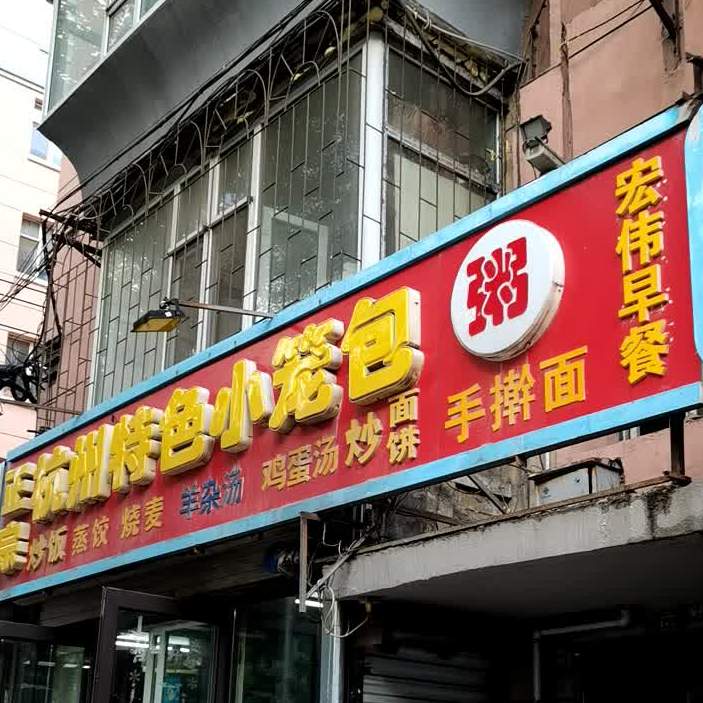 正宗
杭州特色小笼包
粥
宏伟早餐
炒饭 蒸饺 烧麦 羊杂汤 鸡蛋汤 炒面饼 手擀面